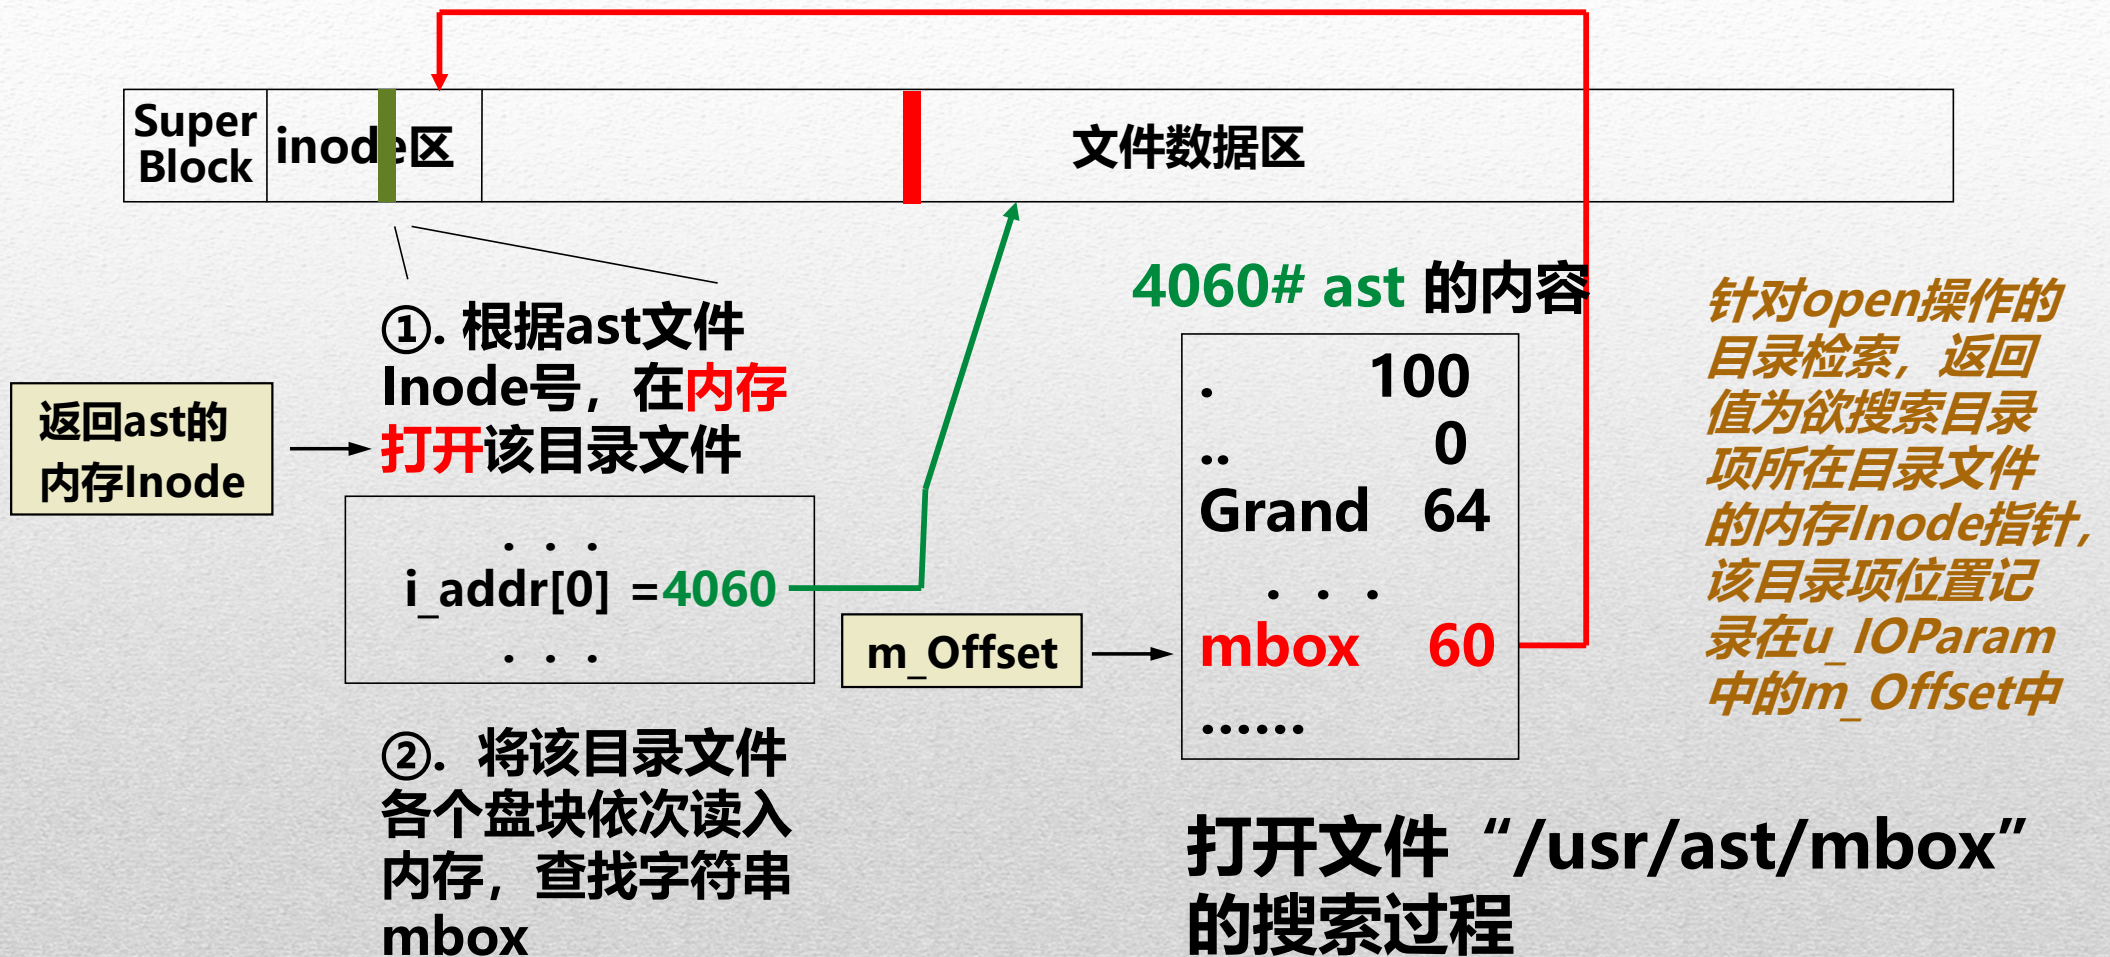 Super
Block
inode区
文件数据区
4060# ast 的内容
①. 根据ast文件
Inode号，在内存
打开该目录文件
返回ast的
内存Inode
. . .
i_addr[0] =4060
. . .
②. 将该目录文件
各个盘块依次读入
内存，查找字符串
mbox
m_Offset
. 100
.. 0
Grand 64
. . .
mbox 60
......
针对open操作的
目录检索，返回
值为欲搜索目录
项所在目录文件
的内存Inode指针，
该目录项位置记
录在u_IOParam
中的m_Offset中
打开文件“/usr/ast/mbox”
的搜索过程